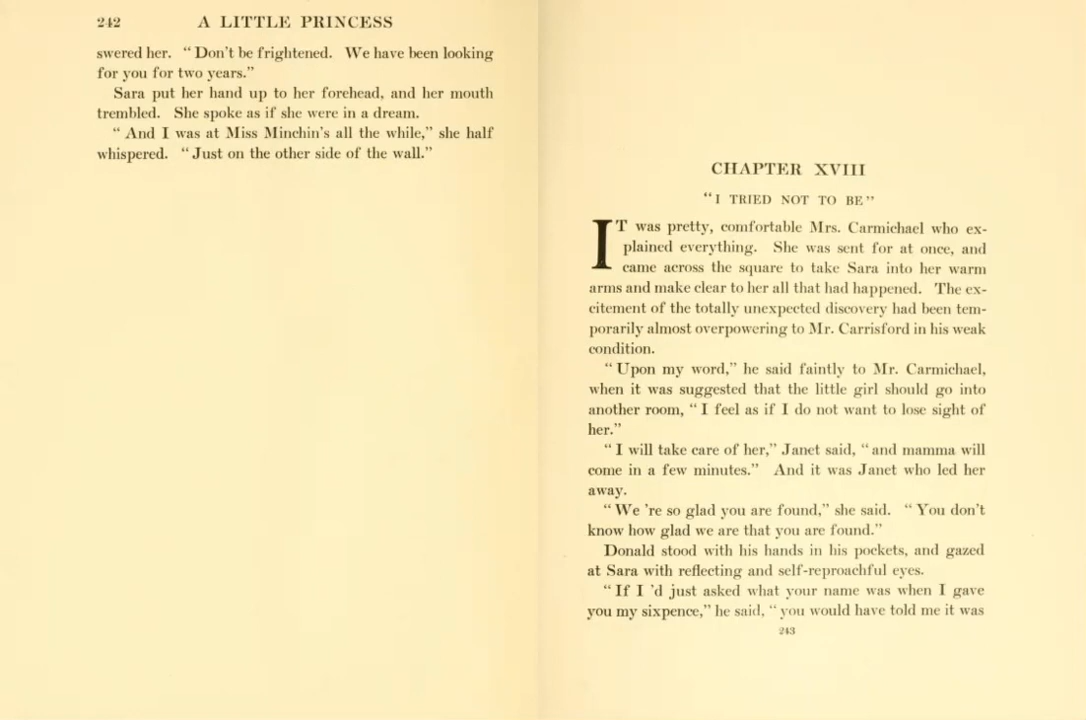 242 A LITTLE PRINCESS
swered her. “ Don't be frightened. We have been looking
for you for two years.”
Sara put her hand up to her forehead, and her mouth
trembled. She spoke as if she were in a dream.
“ And I was at Miss Minchin's all the while,” she half
whispered. “ Just on the other side of the wall.”
CHAPTER XVIII
“I TRIED NOT TO BE”
IT was pretty, comfortable Mrs. Carmichael who ex-
plained everything. She was sent for at once, and
came across the square to take Sara into her warm
arms and make clear to her all that had happened. The ex-
citement of the totally unexpected discovery had been tem-
porarily almost overpowering to Mr. Carrisford in his weak
condition.
“ Upon my word,” he said faintly to Mr. Carmichael,
when it was suggested that the little girl should go into
another room, “ I feel as if I do not want to lose sight of
her.”
“ I will take care of her,” Janet said, “ and mamma will
come in a few minutes.” And it was Janet who led her
away.
“ We 're so glad you are found,” she said. “ You don't
know how glad we are that you are found.”
Donald stood with his hands in his pockets, and gazed
at Sara with reflecting and self-reproachful eyes.
“ If I 'd just asked what your name was when I gave
you my sixpence,” he said, “ you would have told me it was
243